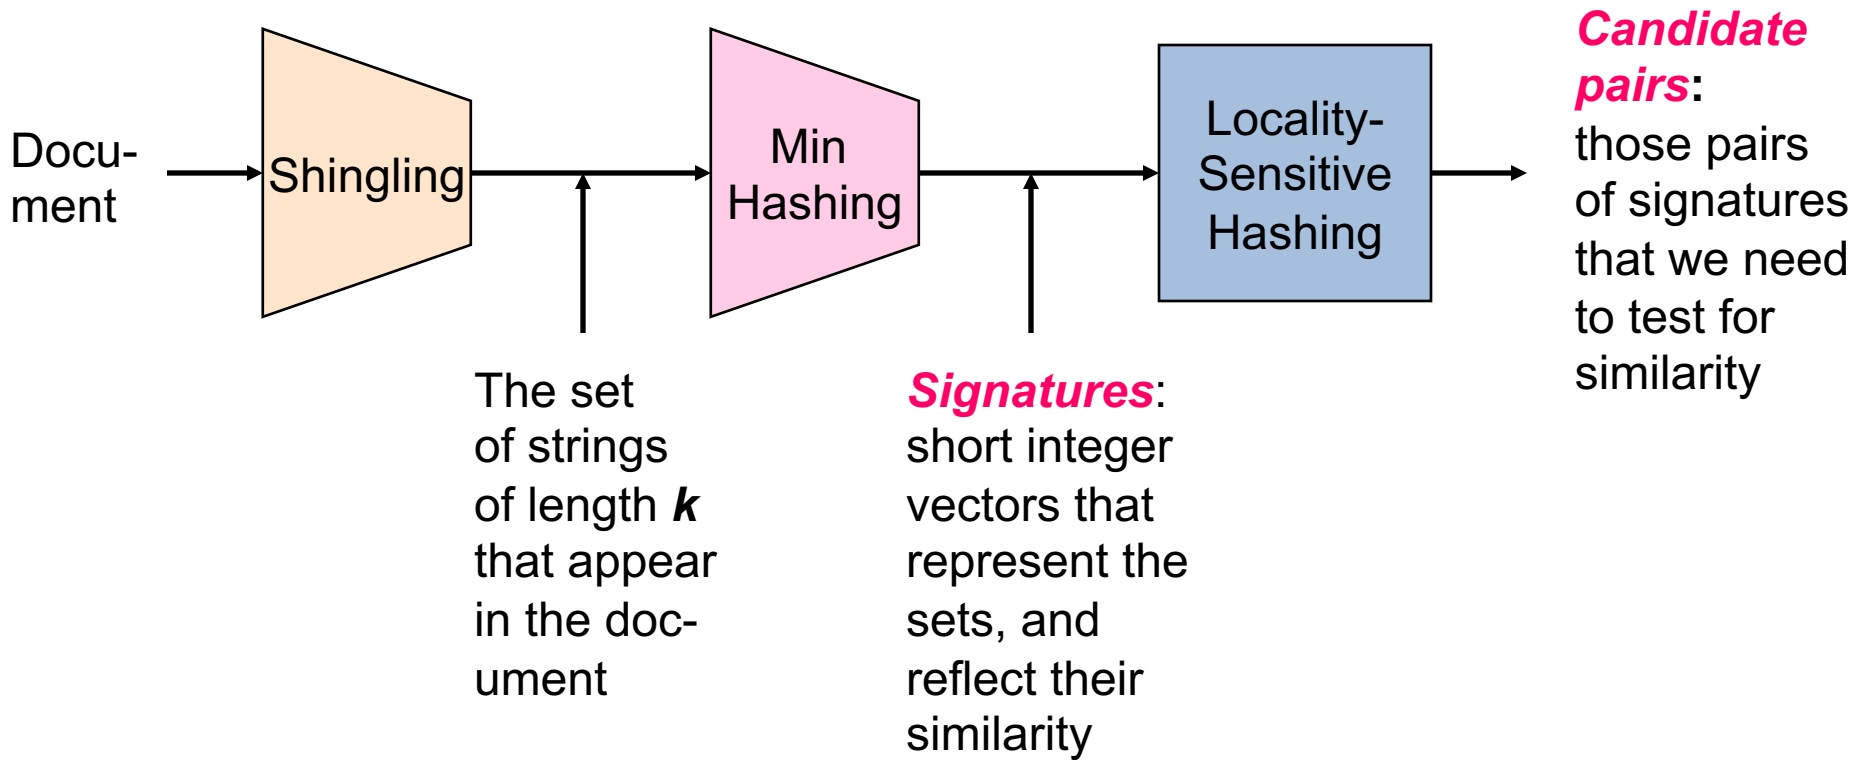 Docu-
ment
Shingling
Min
Hashing
Locality-
Sensitive
Hashing
Candidate
pairs:
those pairs
of signatures
that we need
to test for
similarity
The set
of strings
of length k
that appear
in the doc-
ument
Signatures:
short integer
vectors that
represent the
sets, and
reflect their
similarity